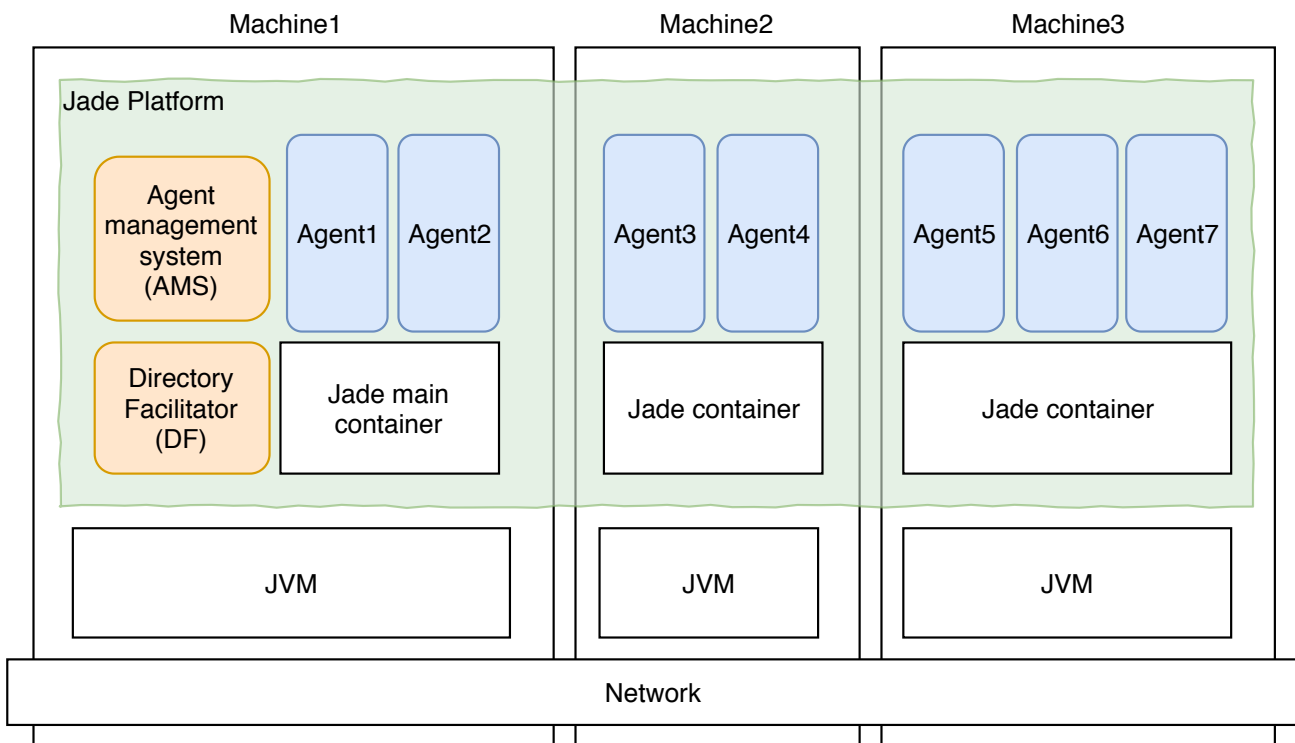 Machine1
Machine2
Machine3
Jade Platform
Agent
management
system
(AMS)
Agent1
Agent2
Agent3
Agent4
Agent5
Agent6
Agent7
Directory
Facilitator
(DF)
Jade main
container
Jade container
Jade container
JVM
JVM
JVM
Network